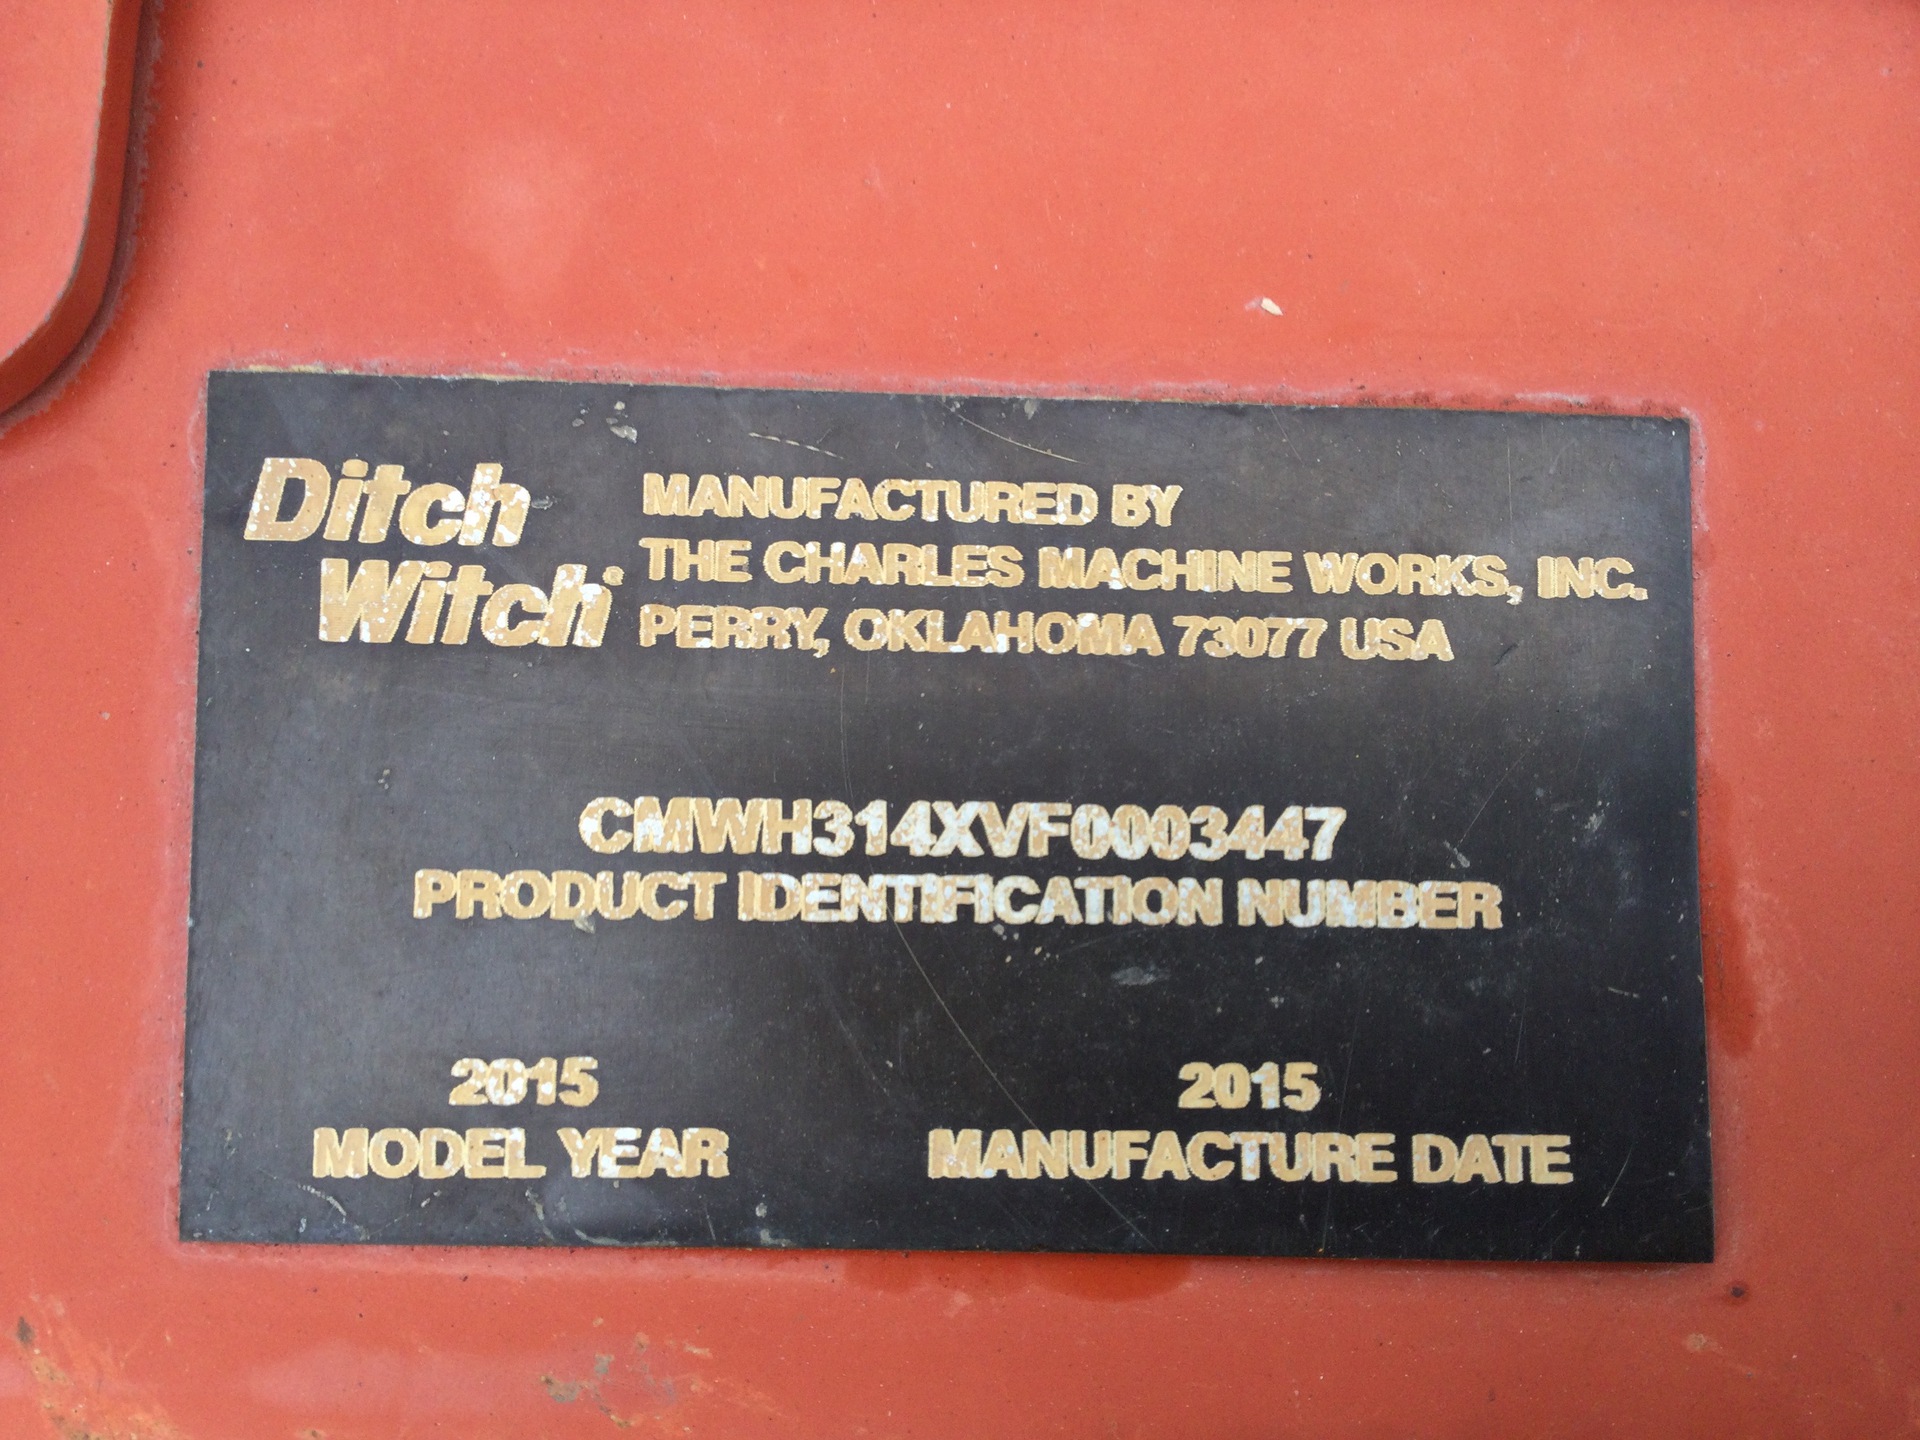 Ditch
Witch
MANUFACTURED BY
THE CHARLES MACHINE WORKS, INC.
PERRY, OKLAHOMA 73077 USA
CMWH314XVF0003447
PRODUCT IDENTIFICATION NUMBER
2015
MODEL YEAR
2015
MANUFACTURE DATE